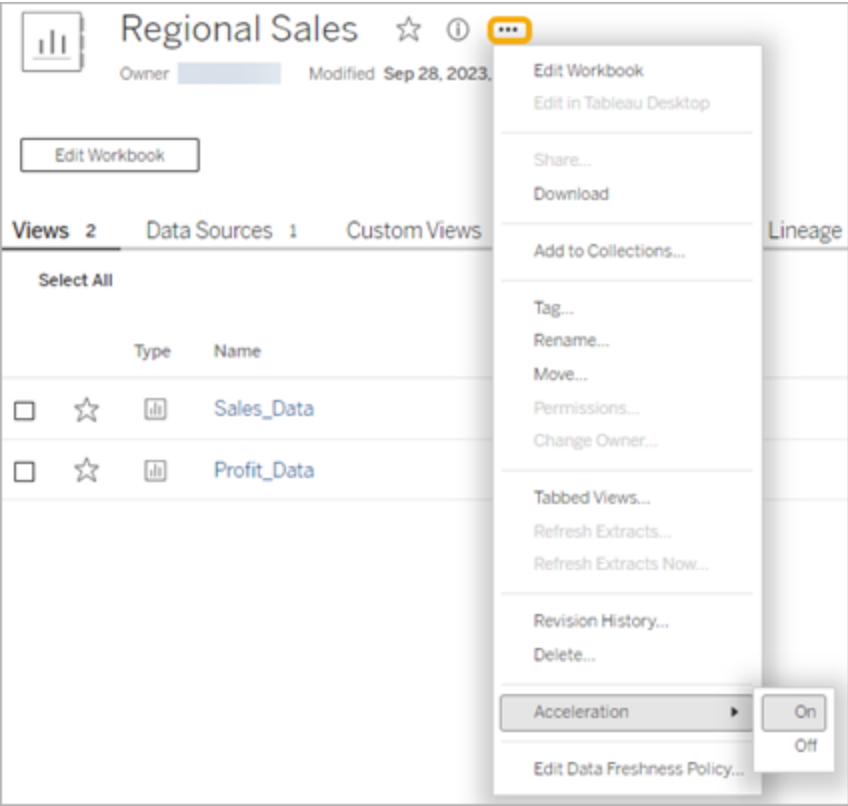 Regional Sales
Owner
Modified Sep 28, 2023,
Edit Workbook
Views 2
Data Sources 1
Custom Views
Lineage
Select All
Type
Name
Sales_Data
Profit_Data
Edit Workbook
Edit in Tableau Desktop
Share...
Download
Add to Collections...
Tag...
Rename...
Move...
Permissions...
Change Owner...
Tabbed Views...
Refresh Extracts...
Refresh Extracts Now...
Revision History...
Delete...
Acceleration
On
Off
Edit Data Freshness Policy...